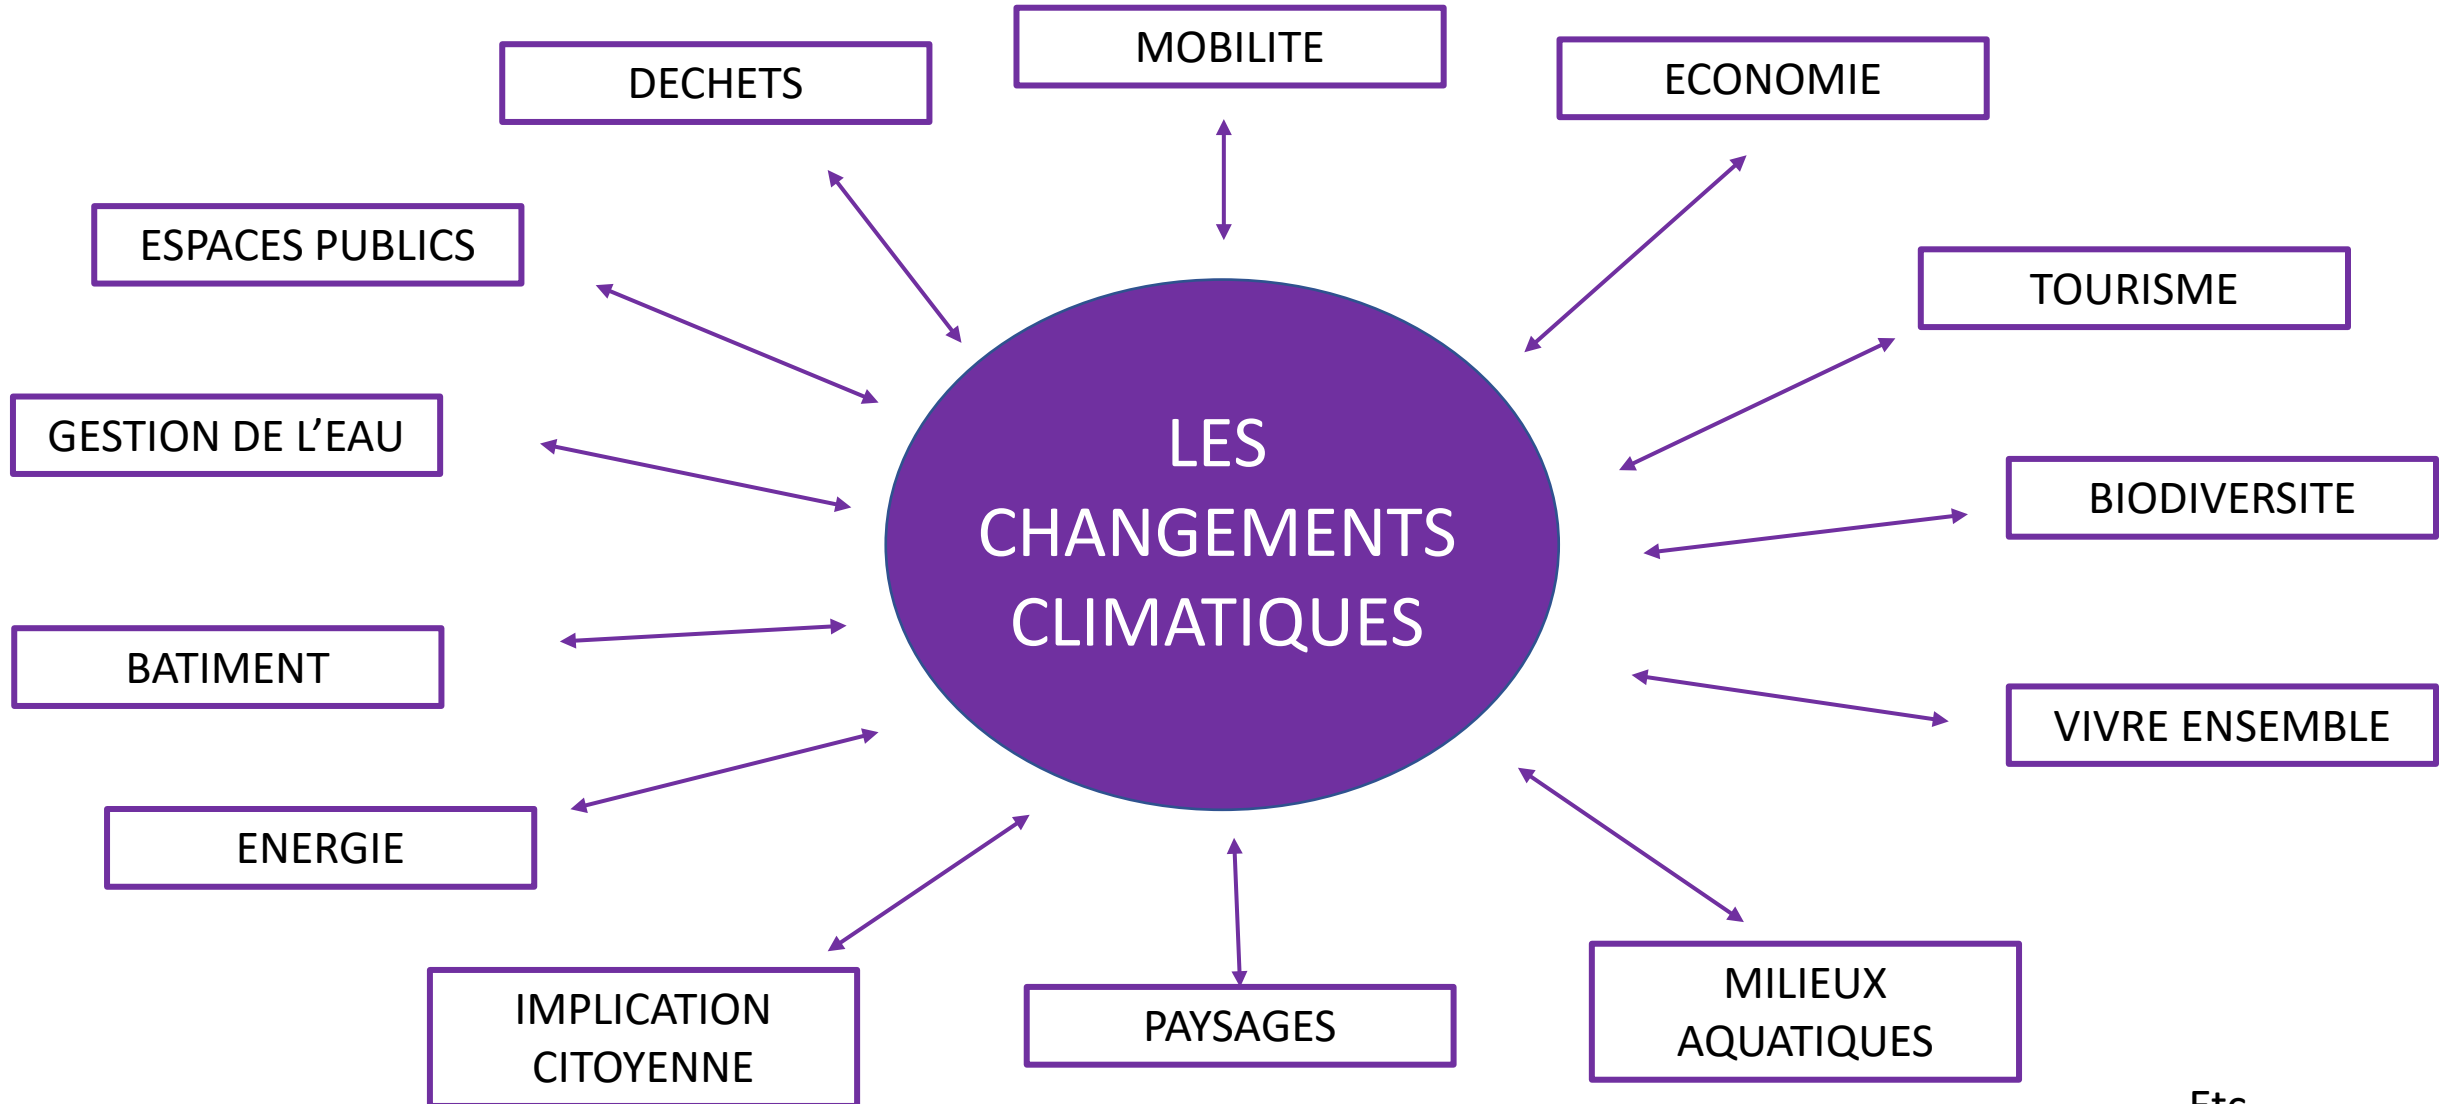 MOBILITE
DECHETS
ECONOMIE
ESPACES PUBLICS
TOURISME
GESTION DE L’EAU
LES
CHANGEMENTS
CLIMATIQUES
BIODIVERSITE
BATIMENT
VIVRE ENSEMBLE
ENERGIE
IMPLICATION
CITOYENNE
PAYSAGES
MILIEUX
AQUATIQUES
Etc